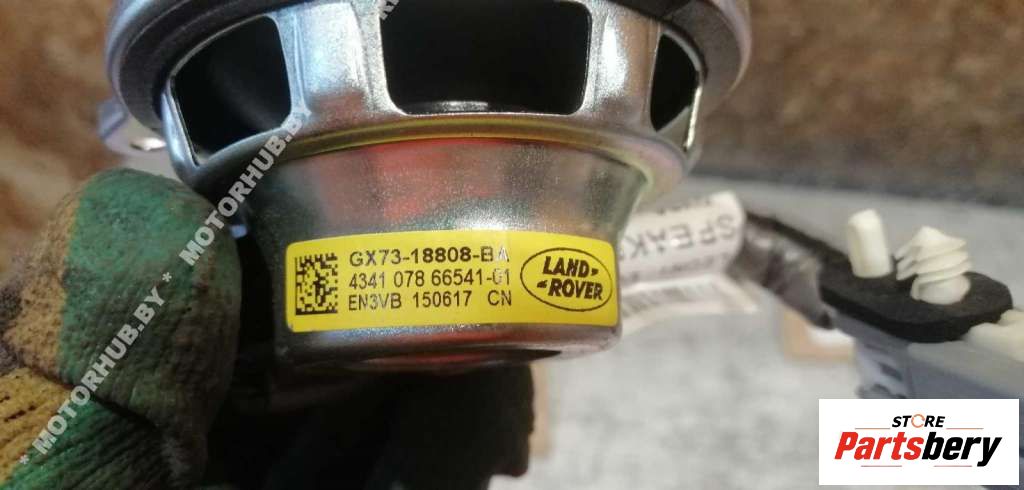 GX73-18808-BA
4341 078 66541-01
EN3VB 150617 CN
LAND-
-ROVER
SPEAK
* MOTORHUB.BY * MOTORHUB.BY * MOTORHUB.BY
STORE
Partsbery